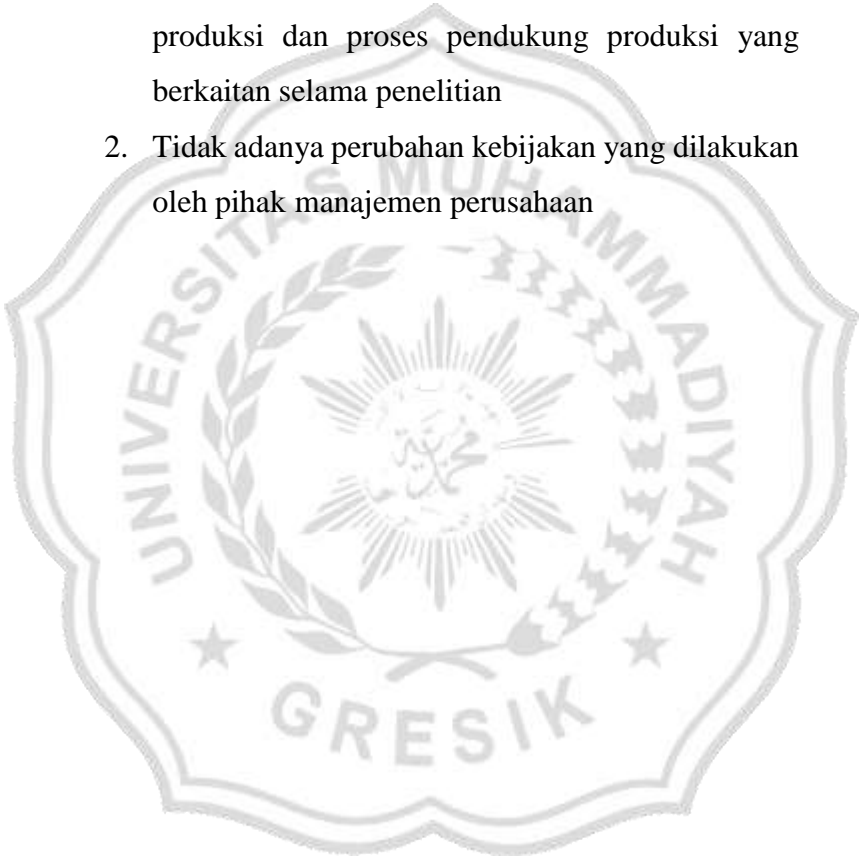 produksi dan proses pendukung produksi yang
berkaitan selama penelitian
2. Tidak adanya perubahan kebijakan yang dilakukan
oleh pihak manajemen perusahaan
UNIVERSITAS MUHAMMADIYAH
GRESIK